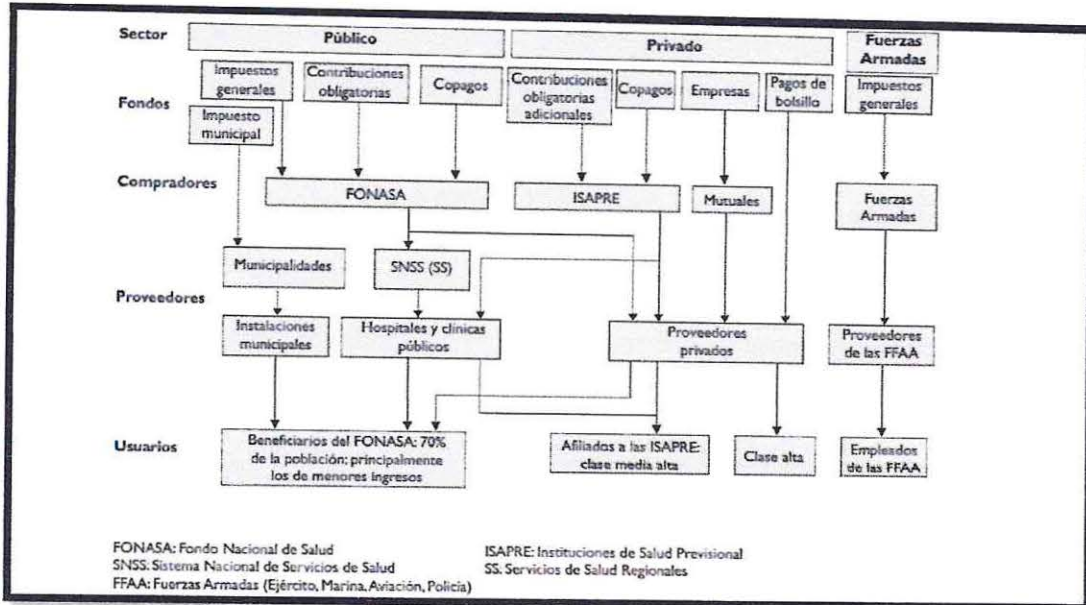 Sector
Público
Privado
Fuerzas
Armadas
Fondos
Impuestos
generales
Contribuciones
obligatorias
Copagos
Contribuciones
obligatorias
adicionales
Copagos
Empresas
Pagos de
bolsillo
Impuestos
generales
Impuesto
municipal
Compradores
FONASA
ISAPRE
Mutuales
Fuerzas
Armadas
Proveedores
Municipalidades
SNSS (SS)
Instalaciones
municipales
Hospitales y clínicas
públicos
Proveedores
privados
Proveedores
de las FFAA
Usuarios
Beneficiarios del FONASA: 70%
de la población: principalmente
los de menores ingresos
Afiliados a las ISAPRE:
clase media alta
Clase alta
Empleados
de las FFAA
FONASA: Fondo Nacional de Salud
ISAPRE: Instituciones de Salud Previsional
SNSS: Sistema Nacional de Servicios de Salud
SS. Servicios de Salud Regionales
FFAA: Fuerzas Armadas (Ejército, Marina, Aviación, Policía)